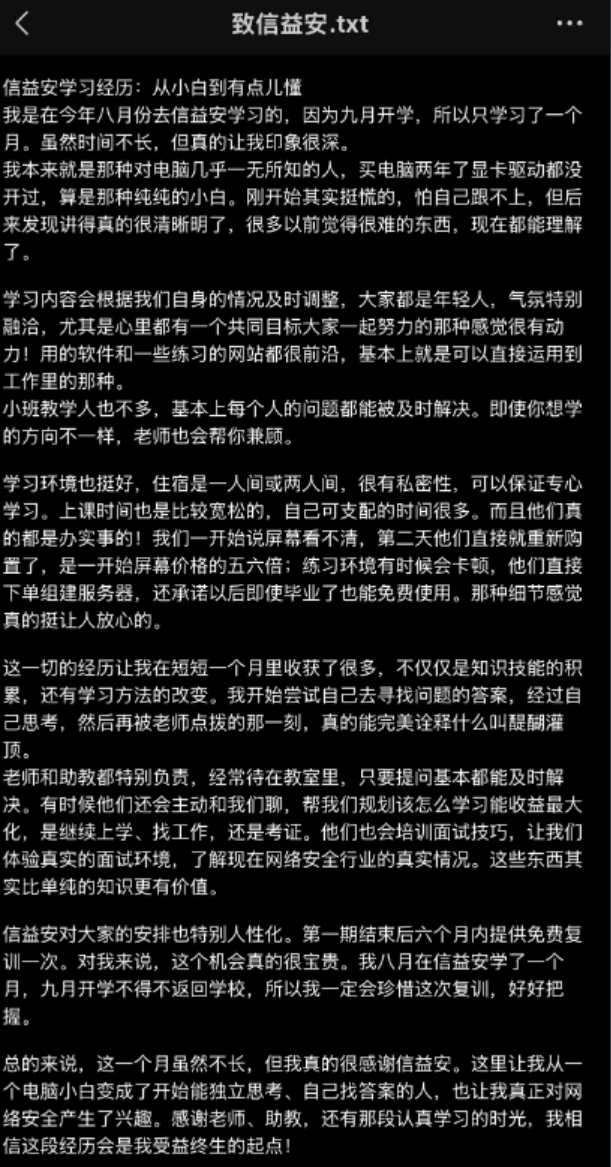 致信益安.txt
信益安学习经历：从小白到有点儿懂
我是在今年八月份去信益安学习的，因为九月开学，所以只学习了一个
月。虽然时间不长，但真的让我印象很深。
我本来就是那种对电脑几乎一无所知的人，买电脑两年了显卡驱动都没
开过，算是那种纯纯的小白。刚开始其实挺慌的，怕自己跟不上，但后
来发现讲得真的很清晰明了，很多以前觉得很难的东西，现在都能理解
了。
学习内容会根据我们自身的情况及时调整，大家都是年轻人，气氛特别
融洽，尤其是心里都有一个共同目标大家一起努力的那种感觉很有动
力！用的软件和一些练习的网站都很前沿，基本上就是可以直接运用到
工作里的那种。
小班教学人也不多，基本上每个人的问题都能被及时解决。即使你想学
的方向不一样，老师也会帮你兼顾。
学习环境也挺好，住宿是一人间或两人间，很有私密性，可以保证专心
学习。上课时间也是比较宽松的，自己可支配的时间很多。而且他们真
的都是办实事的！我们一开始说屏幕看不清，第二天他们直接就重新购
置了，是一开始屏幕价格的五六倍；练习环境有时候会卡顿，他们直接
下单组建服务器，还承诺以后即使毕业了也能免费使用。那种细节感觉
真的挺让人放心的。
这一切的经历让我在短短一个月里收获了很多，不仅仅是知识技能的积
累，还有学习方法的改变。我开始尝试自己去寻找问题的答案，经过自
己思考，然后再被老师点拨的那一刻，真的能完美诠释什么叫醍醐灌
顶。
老师和助教都特别负责，经常待在教室里，只要提问基本都能及时解
决。有时候他们还会主动和我们聊，帮我们规划该怎么学习能收益最大
化，是继续上学、找工作，还是考证。他们也会培训面试技巧，让我们
体验真实的面试环境，了解现在网络安全行业的真实情况。这些东西其
实比单纯的知识更有价值。
信益安对大家的安排也特别人性化。第一期结束后六个月内提供免费复
训一次。对我来说，这个机会真的很宝贵。我八月在信益安学了一个
月，九月开学不得不返回学校，所以我一定会珍惜这次复训，好好把
握。
总的来说，这一个月虽然不长，但我真的很感谢信益安。这里让我从一
个电脑小白变成了开始能独立思考、自己找答案的人，也让我真正对网
络安全产生了兴趣。感谢老师、助教，还有那段认真学习的时光，我相
信这段经历会是我受益终生的起点！